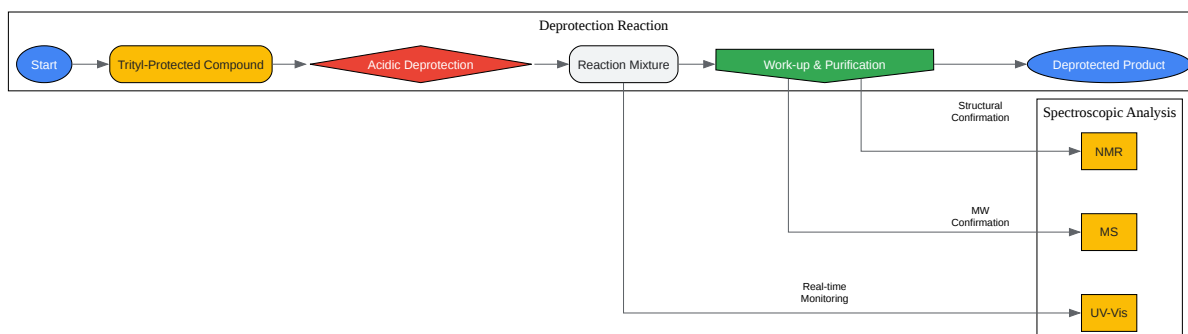 Deprotection Reaction
Start
Trityl-Protected Compound
Acidic Deprotection
Reaction Mixture
Work-up & Purification
Deprotected Product
Structural
Confirmation
Spectroscopic Analysis
NMR
MW
Confirmation
MS
Real-time
Monitoring
UV-Vis